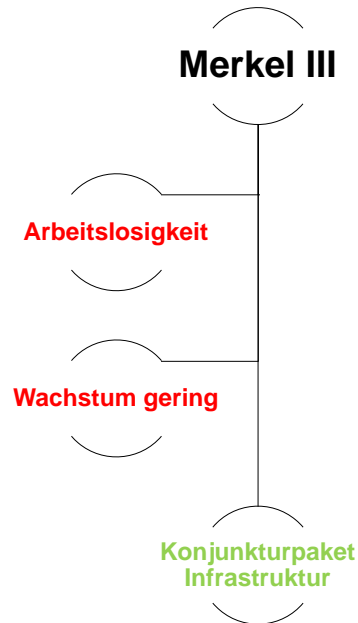 Merkel III
Arbeitslosigkeit
Wachstum gering
Konjunkturpaket
Infrastruktur